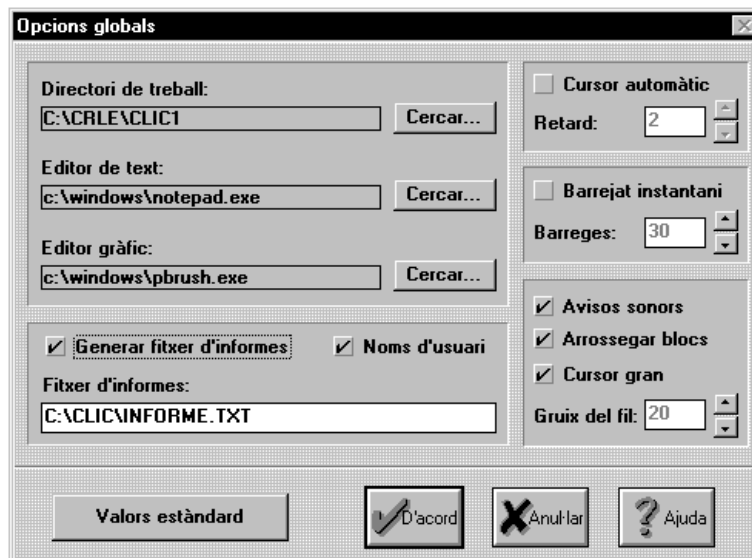 Opcions globals
Directori de treball:
C:\CRLE\CLIC1
Cercar...
Editor de text:
c:\windows\notepad.exe
Cercar...
Editor gràfic:
c:\windows\pbrush.exe
Cercar...
Generar fitxer d'informes
Noms d'usuari
Fitxer d'informes:
C:\CLIC\INFORME.TXT
Cursor automàtic
Retard: 2
Barrejat instantani
Barreges: 30
Avisos sonors
Arrossegar blocs
Cursor gran
Gruix del fil: 20
Valors estàndard
D'acord
Anul·lar
Ajuda